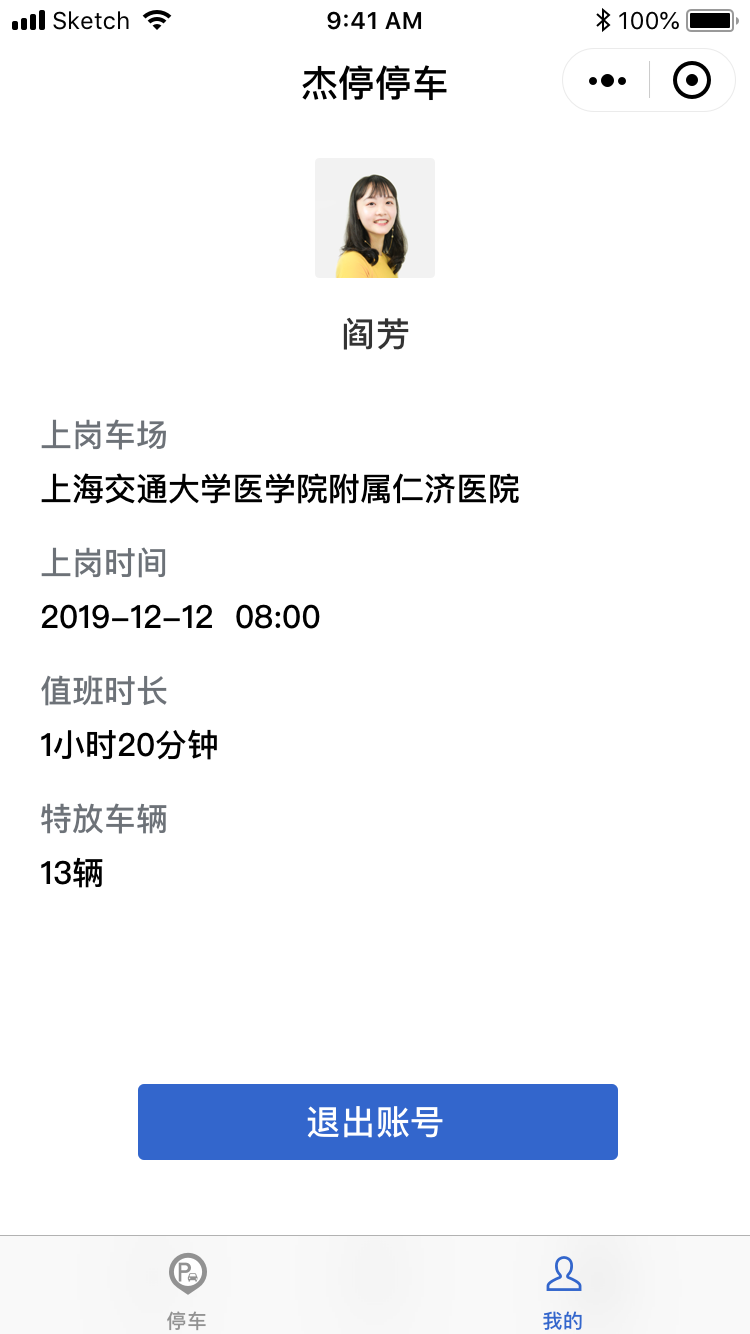 Sketch 9:41 AM 100%
杰停停车
阎芳
上岗车场
上海交通大学医学院附属仁济医院
上岗时间
2019-12-12 08:00
值班时长
1小时20分钟
特放车辆
13辆
退出账号
P
停车 我的